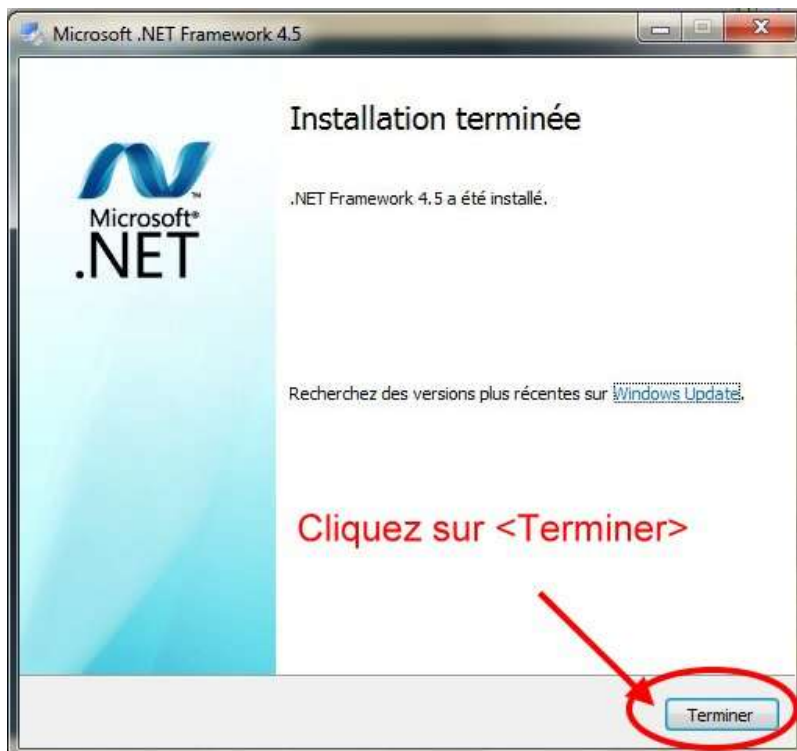 Microsoft .NET Framework 4.5
Installation terminée
.NET Framework 4.5 a été installé.
Microsoft®
.NET
Recherchez des versions plus récentes sur Windows Update.
Cliquez sur <Terminer>
Terminer